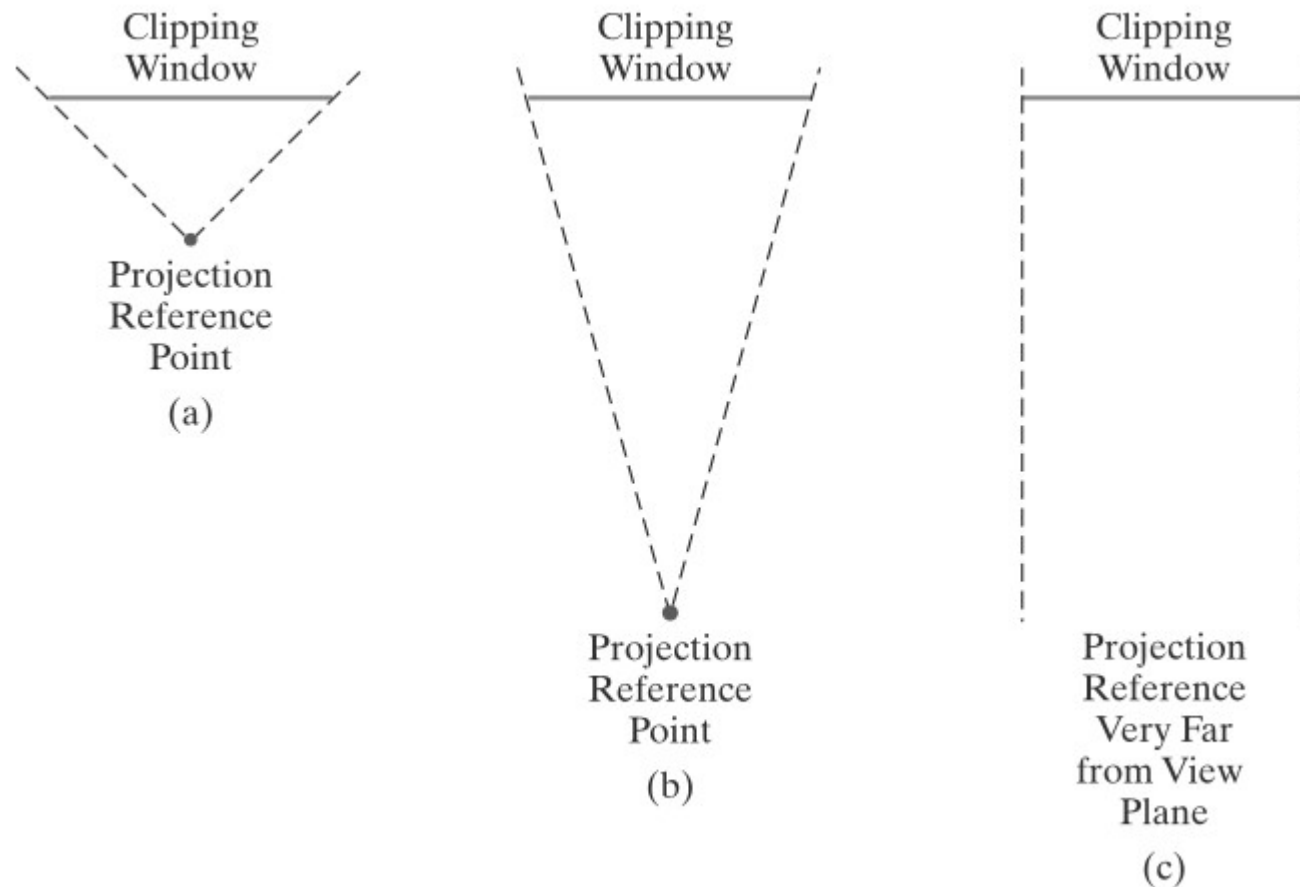 Clipping
Window
Projection
Reference
Point
(a)
Clipping
Window
Projection
Reference
Point
(b)
Clipping
Window
Projection
Reference
Very Far
from View
Plane
(c)